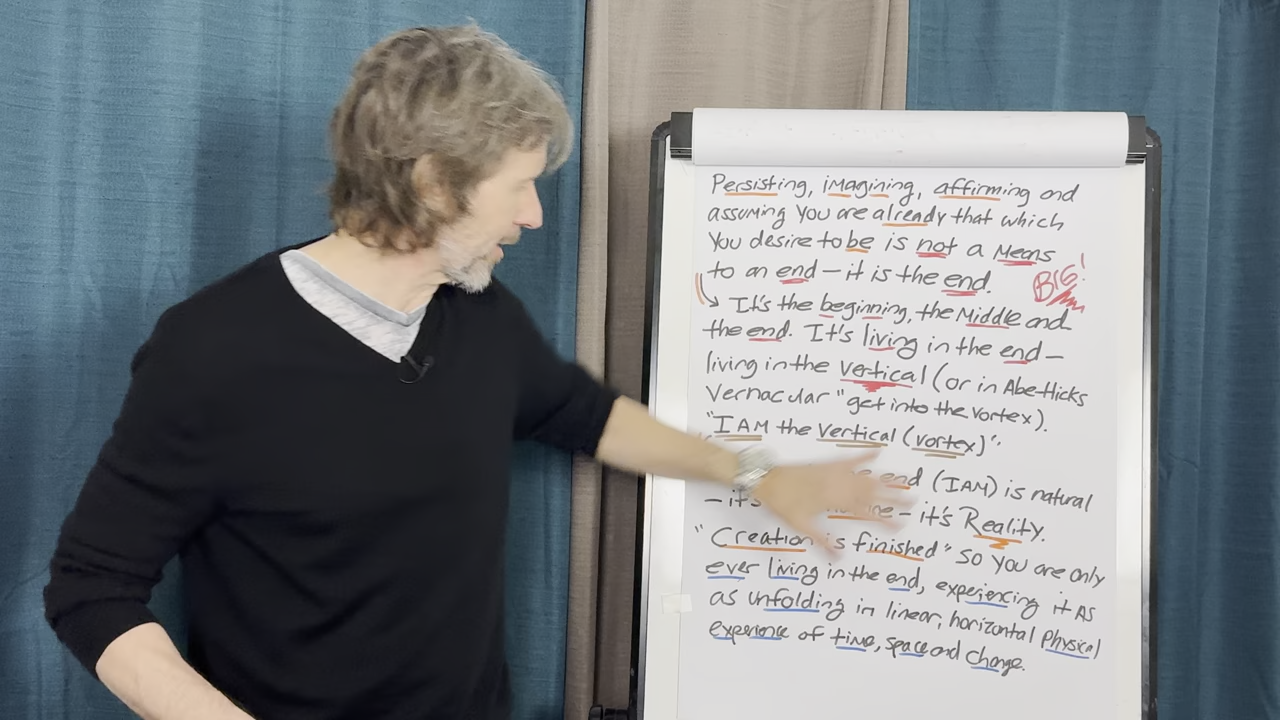 Persisting, imagining, affirming and
assuming you are already that which
you desire to be is not a means
to an end – it is the end.
BIG!
It's the beginning, the middle and
the end. It's living in the end –
living in the vertical (or in Abe-Hicks
vernacular "get into the vortex).
"I AM the vertical (vortex)".
end (I AM) is natural
– it's – it's Reality.
"Creation is finished" so you are only
ever living in the end, experiencing it as
as unfolding in linear, horizontal physical
experience of time, space and change.